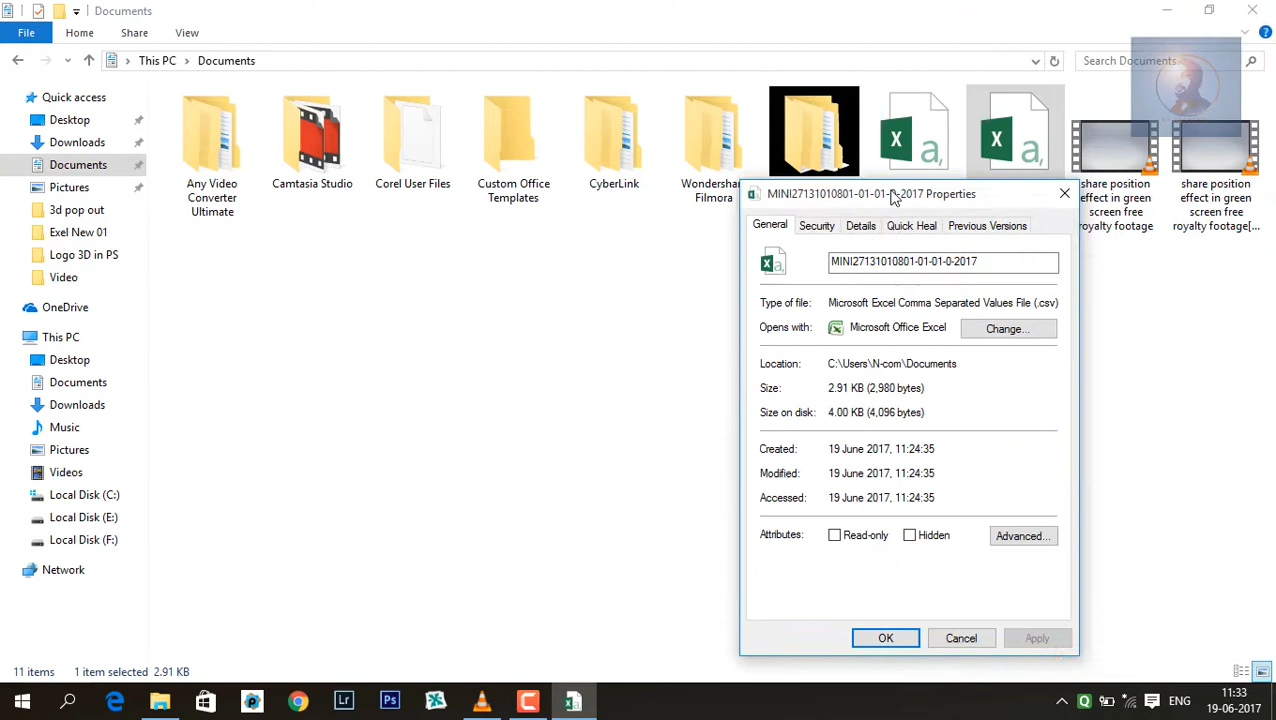 Documents
File Home Share View
This PC Documents
Search Documents
Quick access
Desktop
Downloads
Documents
Pictures
3d pop out
Exel New 01
Logo 3D in PS
Video
OneDrive
This PC
Desktop
Documents
Downloads
Music
Pictures
Videos
Local Disk (C:)
Local Disk (E:)
Local Disk (F:)
Network
Any Video
Converter
Ultimate
Camtasia Studio
Corel User Files
Custom Office
Templates
CyberLink
Wondershare
Filmora
share position
effect in green
screen free
royalty footage
share position
effect in green
screen free
royalty footage[...
MINI27131010801-01-01-0-2017 Properties
General Security Details Quick Heal Previous Versions
MINI27131010801-01-01-0-2017
Type of file: Microsoft Excel Comma Separated Values File (.csv)
Opens with: Microsoft Office Excel Change...
Location: C:\Users\N-com\Documents
Size: 2.91 KB (2,980 bytes)
Size on disk: 4.00 KB (4,096 bytes)
Created: 19 June 2017, 11:24:35
Modified: 19 June 2017, 11:24:35
Accessed: 19 June 2017, 11:24:35
Attributes: Read-only Hidden Advanced...
OK Cancel Apply
11 items 1 item selected 2.91 KB
Lr Ps
ENG
11:33
19-06-2017